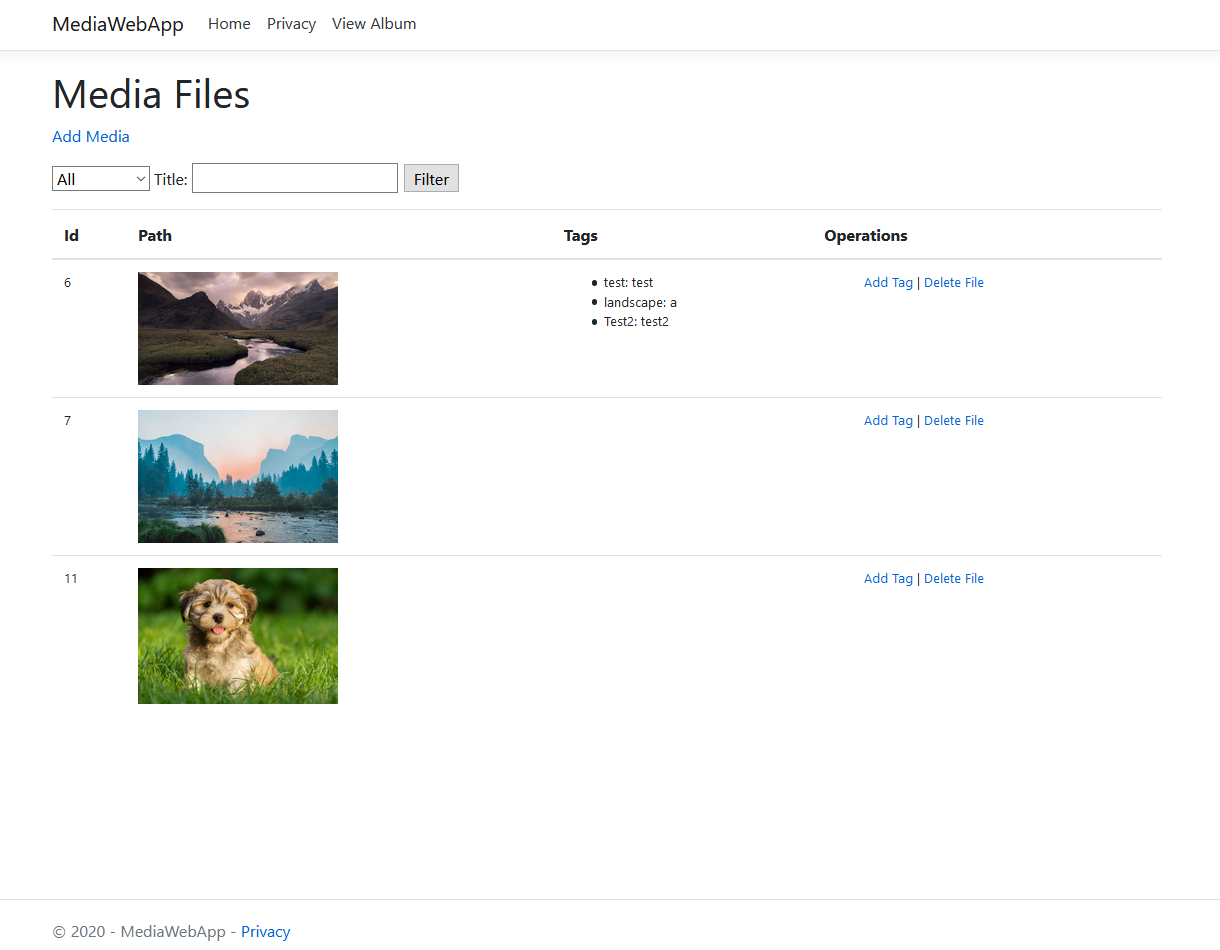 MediaWebApp Home Privacy View Album
Media Files
Add Media
All Title: Filter
Id Path Tags Operations
6 test: test Add Tag | Delete File
landscape: a
Test2: test2
7 Add Tag | Delete File
11 Add Tag | Delete File
© 2020 - MediaWebApp - Privacy